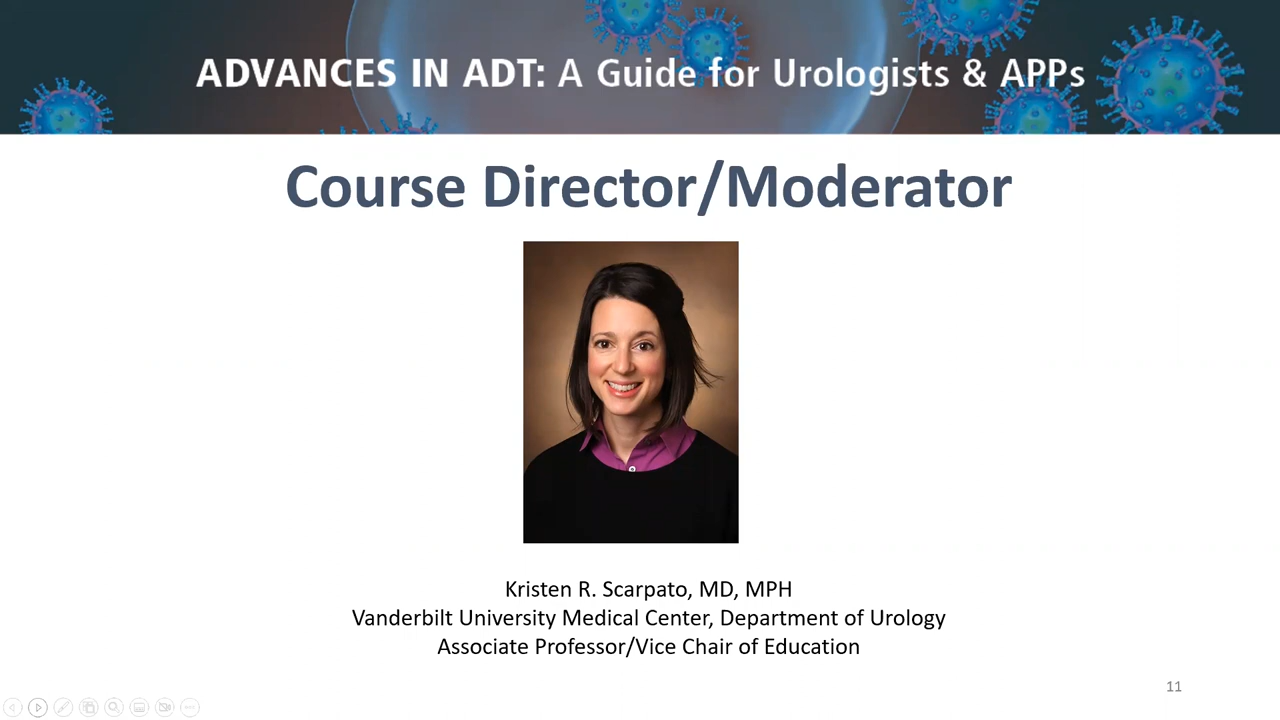 ADVANCES IN ADT: A Guide for Urologists & APPs
Course Director/Moderator
Kristen R. Scarpato, MD, MPH
Vanderbilt University Medical Center, Department of Urology
Associate Professor/Vice Chair of Education
11